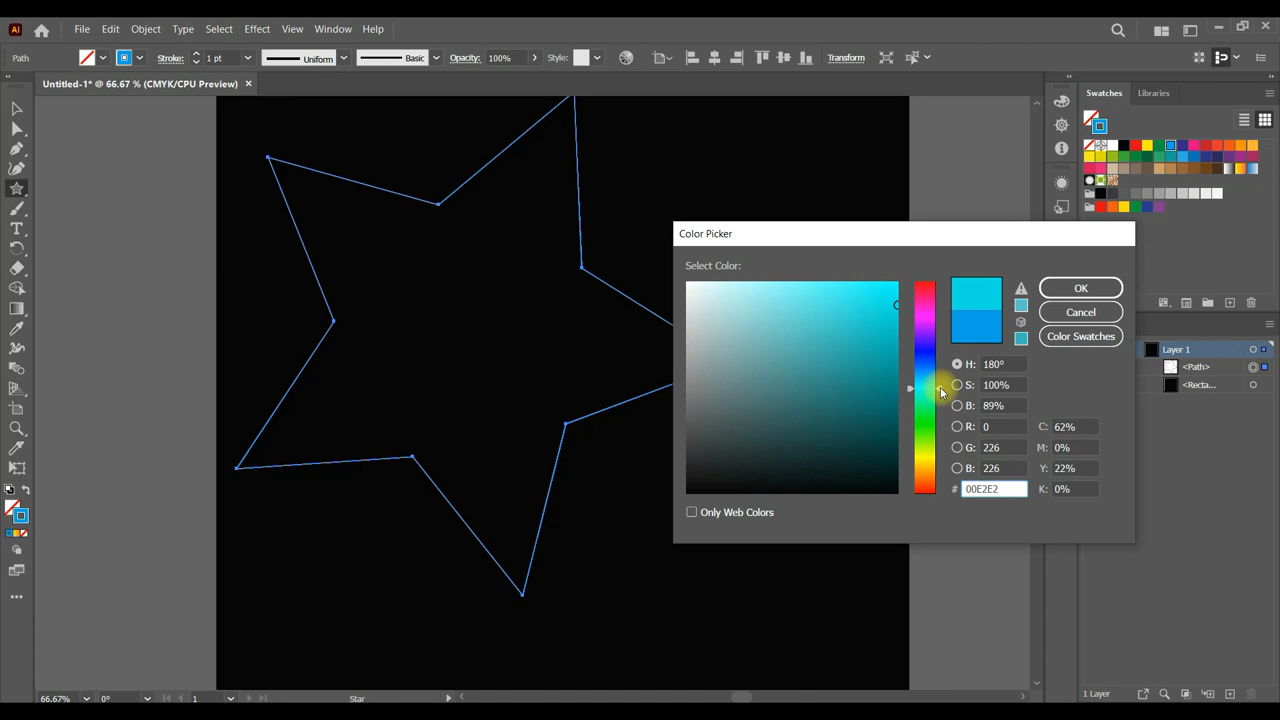 Ai File Edit Object Type Select Effect View Window Help
Path Stroke: 1 pt Uniform Basic Opacity: 100% Style: Transform
Untitled-1* @ 66.67 % (CMYK/CPU Preview) ×
Swatches Libraries
Color Picker
Select Color:
OK
Cancel
Color Swatches
H: 180º
S: 100%
B: 89%
R: 0 C: 62%
G: 226 M: 0%
B: 226 Y: 22%
# 00E2E2 K: 0%
Only Web Colors
Layer 1
<Path>
<Recta...
66.67% 0° 1 Star
1 Layer